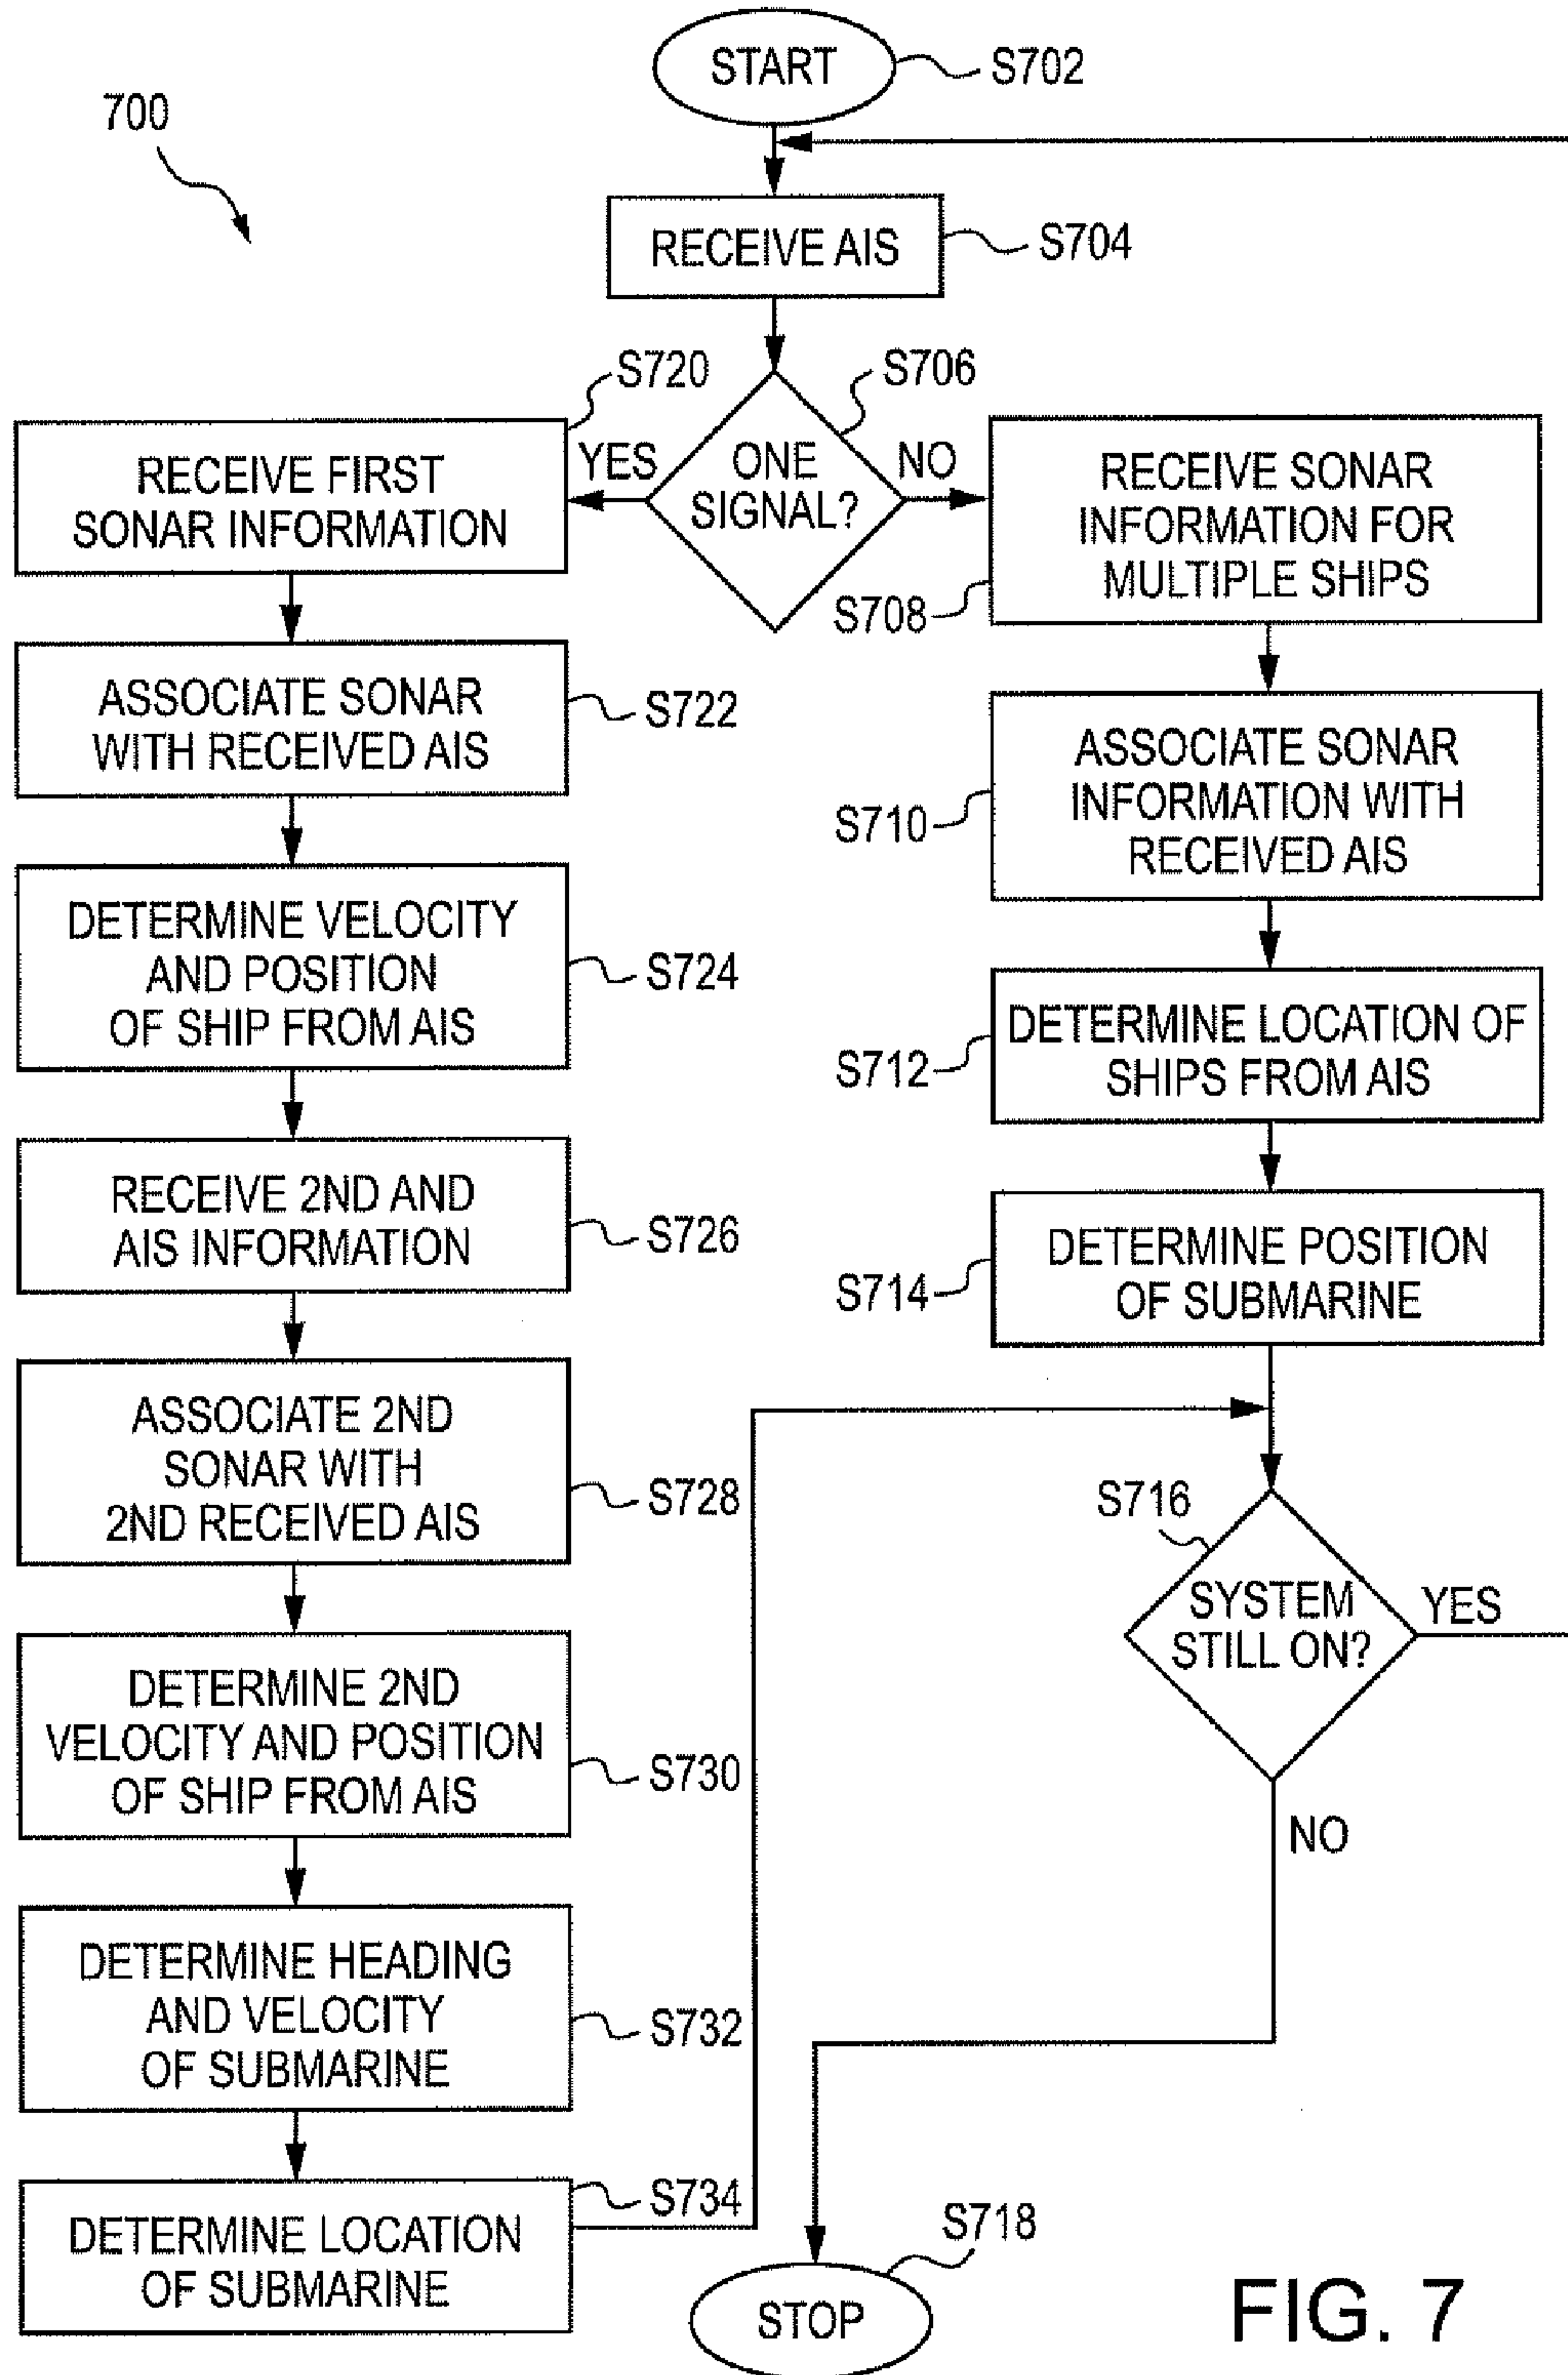 START
S702
700
RECEIVE AIS
S704
S706
ONE
SIGNAL?
YES
NO
S720
RECEIVE FIRST
SONAR INFORMATION
ASSOCIATE SONAR
WITH RECEIVED AIS
S722
DETERMINE VELOCITY
AND POSITION
OF SHIP FROM AIS
S724
RECEIVE 2ND AND
AIS INFORMATION
S726
ASSOCIATE 2ND
SONAR WITH
2ND RECEIVED AIS
S728
DETERMINE 2ND
VELOCITY AND POSITION
OF SHIP FROM AIS
S730
DETERMINE HEADING
AND VELOCITY
OF SUBMARINE
S732
DETERMINE LOCATION
OF SUBMARINE
S734
RECEIVE SONAR
INFORMATION FOR
MULTIPLE SHIPS
S708
ASSOCIATE SONAR
INFORMATION WITH
RECEIVED AIS
S710
DETERMINE LOCATION OF
SHIPS FROM AIS
S712
DETERMINE POSITION
OF SUBMARINE
S714
S716
SYSTEM
STILL ON?
YES
NO
S718
STOP
FIG. 7